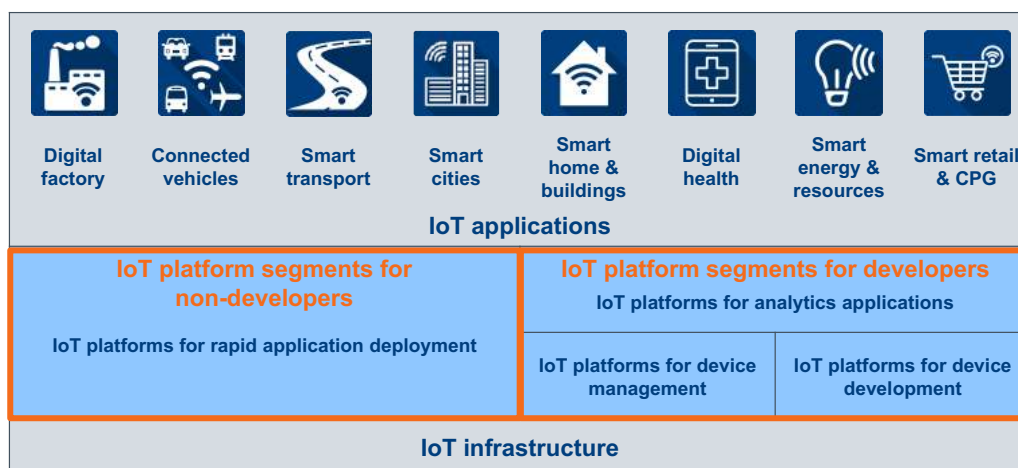 Digital
factory
Connected
vehicles
Smart
transport
Smart
cities
Smart
home &
buildings
Digital
health
Smart
energy &
resources
Smart retail
& CPG
IoT applications
IoT platform segments for
non-developers
IoT platforms for rapid application deployment
IoT platform segments for developers
IoT platforms for analytics applications
IoT platforms for device
management
IoT platforms for device
development
IoT infrastructure